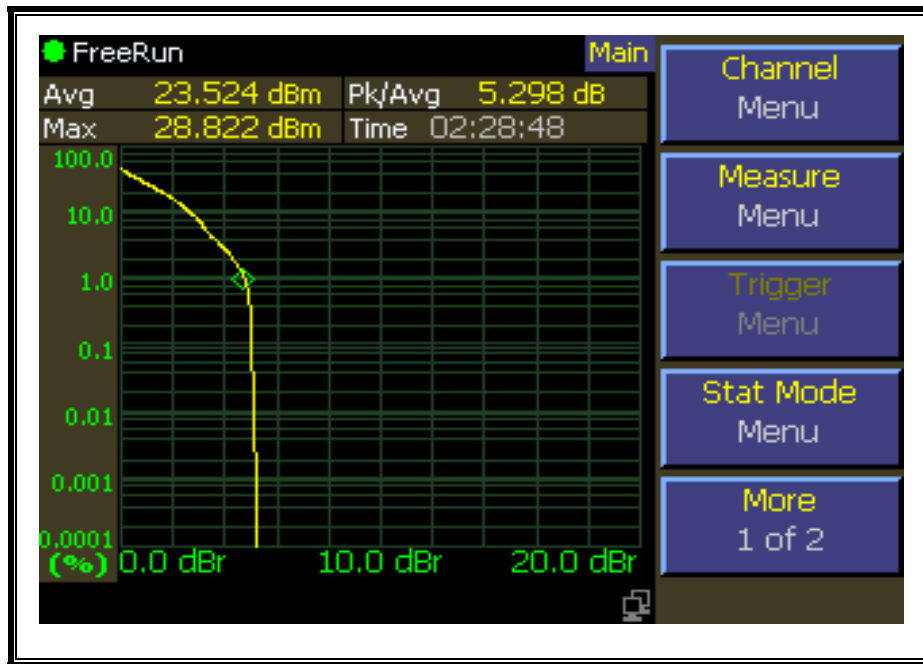 FreeRun Main
Avg 23.524 dBm Pk/Avg 5.298 dB
Max 28.822 dBm Time 02:28:48
100.0
10.0
1.0
0.1
0.01
0.001
0.0001
(%) 0.0 dBr 10.0 dBr 20.0 dBr
Channel
Menu
Measure
Menu
Trigger
Menu
Stat Mode
Menu
More
1 of 2